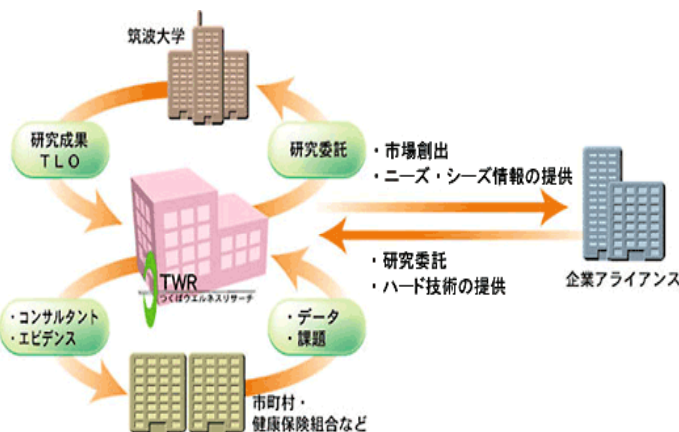 筑波大学
研究成果
TLO
研究委託
・市場創出
・ニーズ・シーズ情報の提供
企業アライアンス
・研究委託
・ハード技術の提供
TWR
つくばウエルネスリサーチ
・コンサルタント
・エビデンス
・データ
・課題
市町村・
健康保険組合など